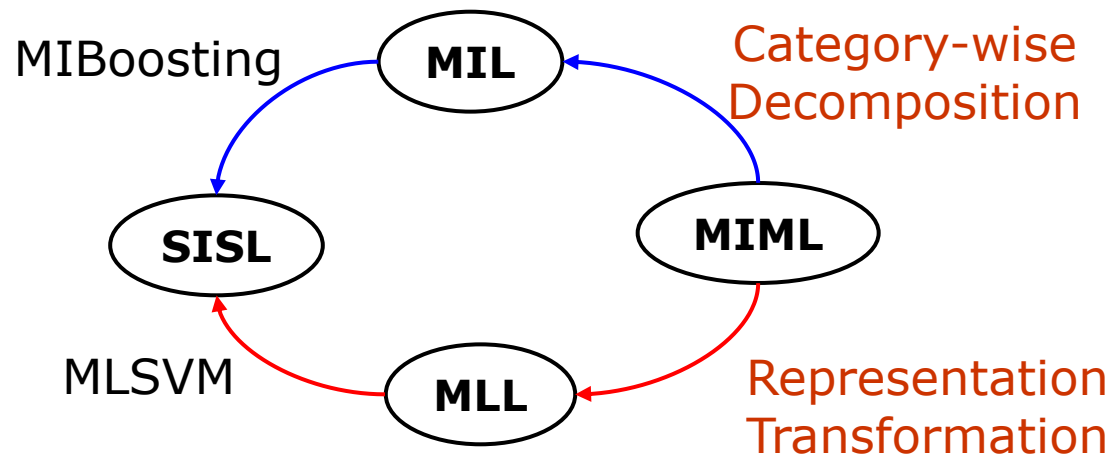 MIBoosting
MIL
Category-wise
Decomposition
SISL
MIML
MLSVM
MLL
Representation
Transformation